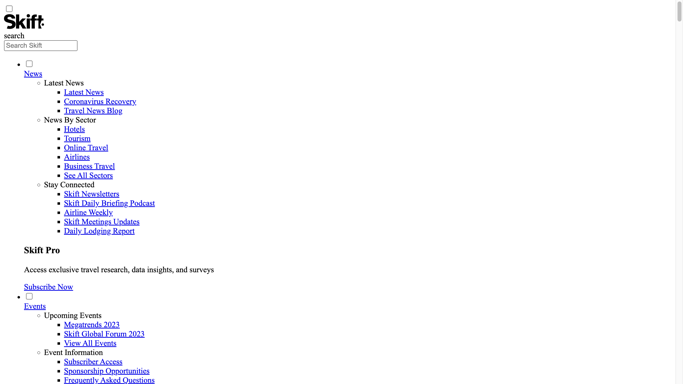 Skift
search
Search Skift
News
Latest News
Latest News
Coronavirus Recovery
Travel News Blog
News By Sector
Hotels
Tourism
Online Travel
Airlines
Business Travel
See All Sectors
Stay Connected
Skift Newsletters
Skift Daily Briefing Podcast
Airline Weekly
Skift Meetings Updates
Daily Lodging Report
Skift Pro
Access exclusive travel research, data insights, and surveys
Subscribe Now
Events
Upcoming Events
Megatrends 2023
Skift Global Forum 2023
View All Events
Event Information
Subscriber Access
Sponsorship Opportunities
Frequently Asked Questions